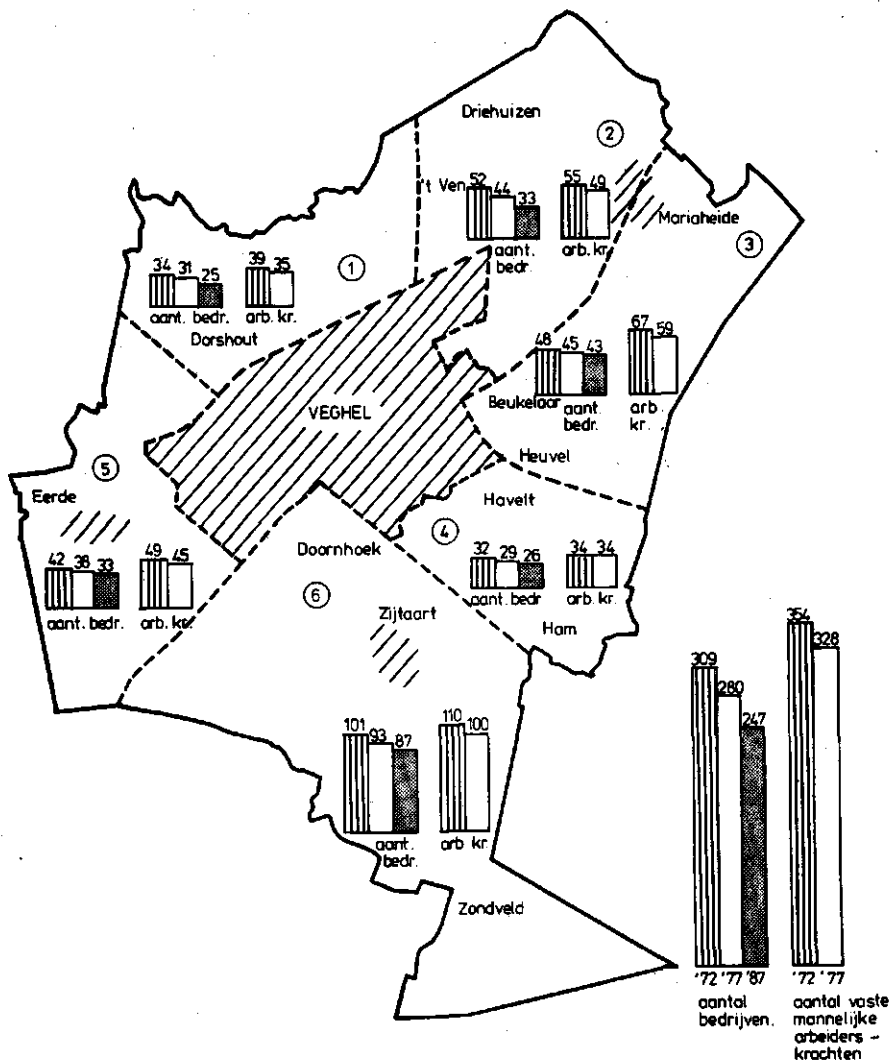 Driehuizen
2
't Ven
52 44 33
55 49
aant.
bedr.
arb. kr.
Mariaheide
3
1
34 31 25
39 35
aant. bedr.
arb. kr.
Dorshout
48 45 43
67 59
Beukelaar
aant.
bedr.
arb.
kr.
Heuvel
VEGHEL
5
Eerde
42 38 33
49 45
aant. bedr.
arb. kr.
Havelt
4
32 29 26
34 34
aant. bedr
arb. kr.
Ham
Doornhoek
6
Zijtaart
101 93 87
110 100
aant.
bedr.
arb kr.
Zondveld
309 280 247
354 328
'72 '77 '87
'72 '77
aantal
bedrijven.
aantal vaste
mannelijke
arbeiders -
krachten